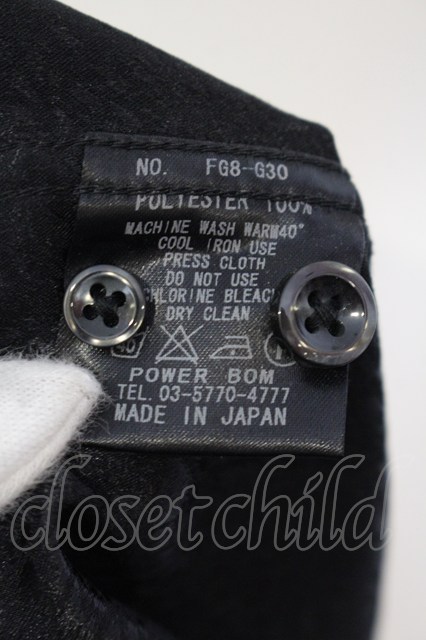 NO. FG8-G30
POLYESTER 100%
MACHINE WASH WARM40°
COOL IRON USE
PRESS CLOTH
DO NOT USE
CHLORINE BLEACH
DRY CLEAN
40
POWER BOM
TEL. 03-5770-4777
MADE IN JAPAN
closetchild